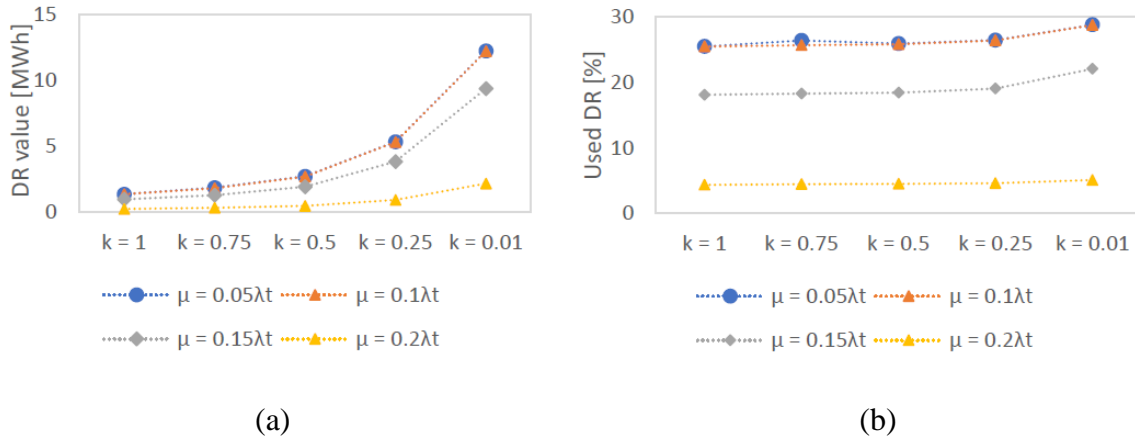 DR value [MWh]
15
10
5
0
k = 1 k = 0.75 k = 0.5 k = 0.25 k = 0.01
μ = 0.05λt μ = 0.1λt
μ = 0.15λt μ = 0.2λt
(a)
Used DR [%]
30
20
10
0
k = 1 k = 0.75 k = 0.5 k = 0.25 k = 0.01
μ = 0.05λt μ = 0.1λt
μ = 0.15λt μ = 0.2λt
(b)